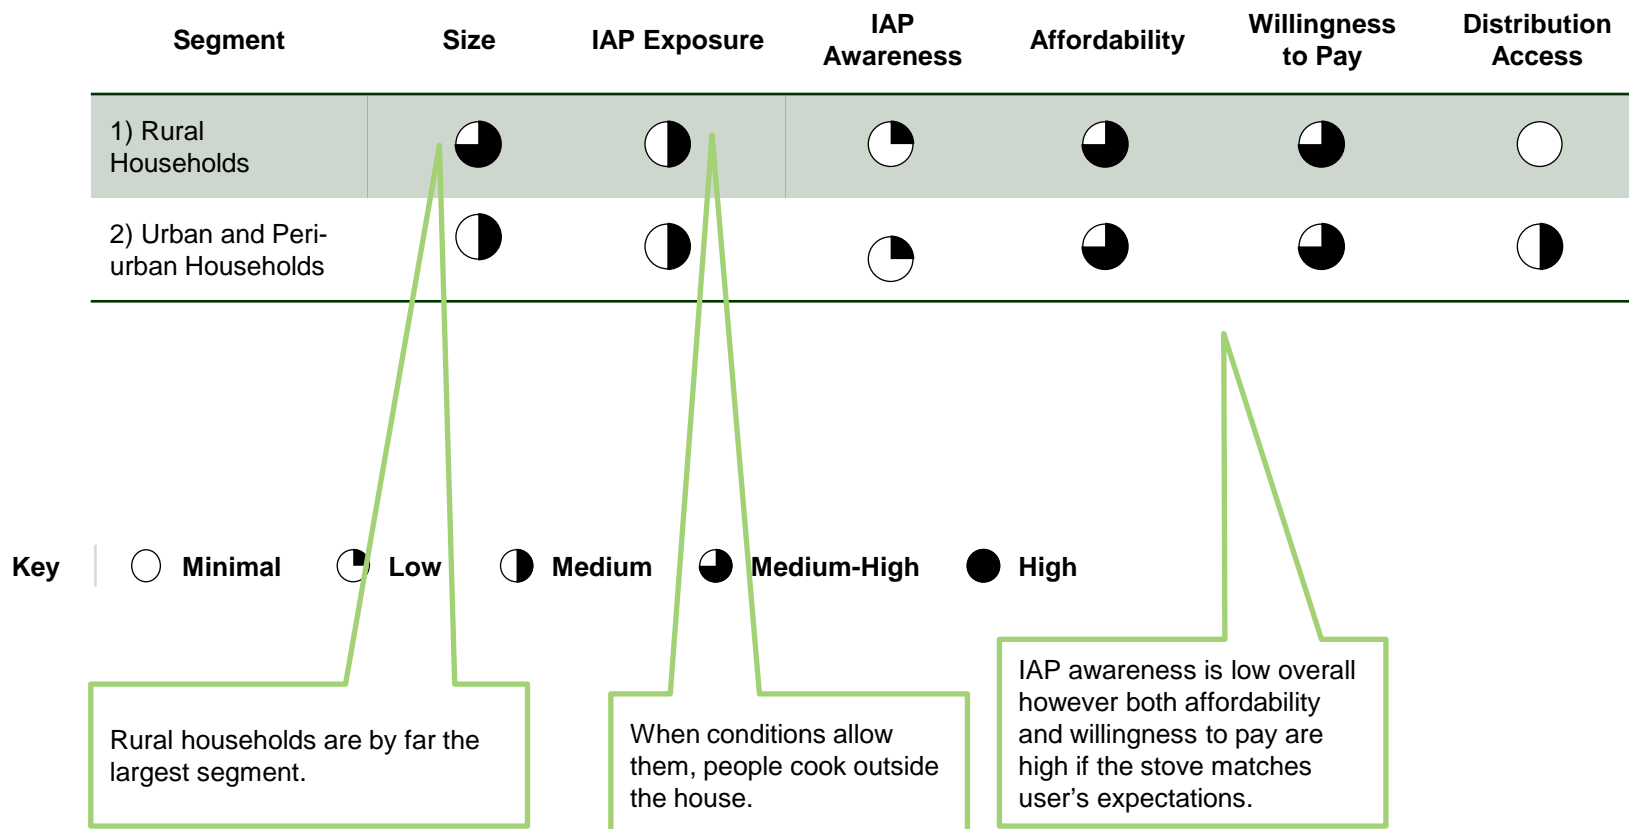 Segment
Size
IAP Exposure
IAP
Awareness
Affordability
Willingness
to Pay
Distribution
Access
1) Rural
Households
2) Urban and Peri-
urban Households
Key
Minimal
Low
Medium
Medium-High
High
Rural households are by far the
largest segment.
When conditions allow
them, people cook outside
the house.
IAP awareness is low overall
however both affordability
and willingness to pay are
high if the stove matches
user’s expectations.